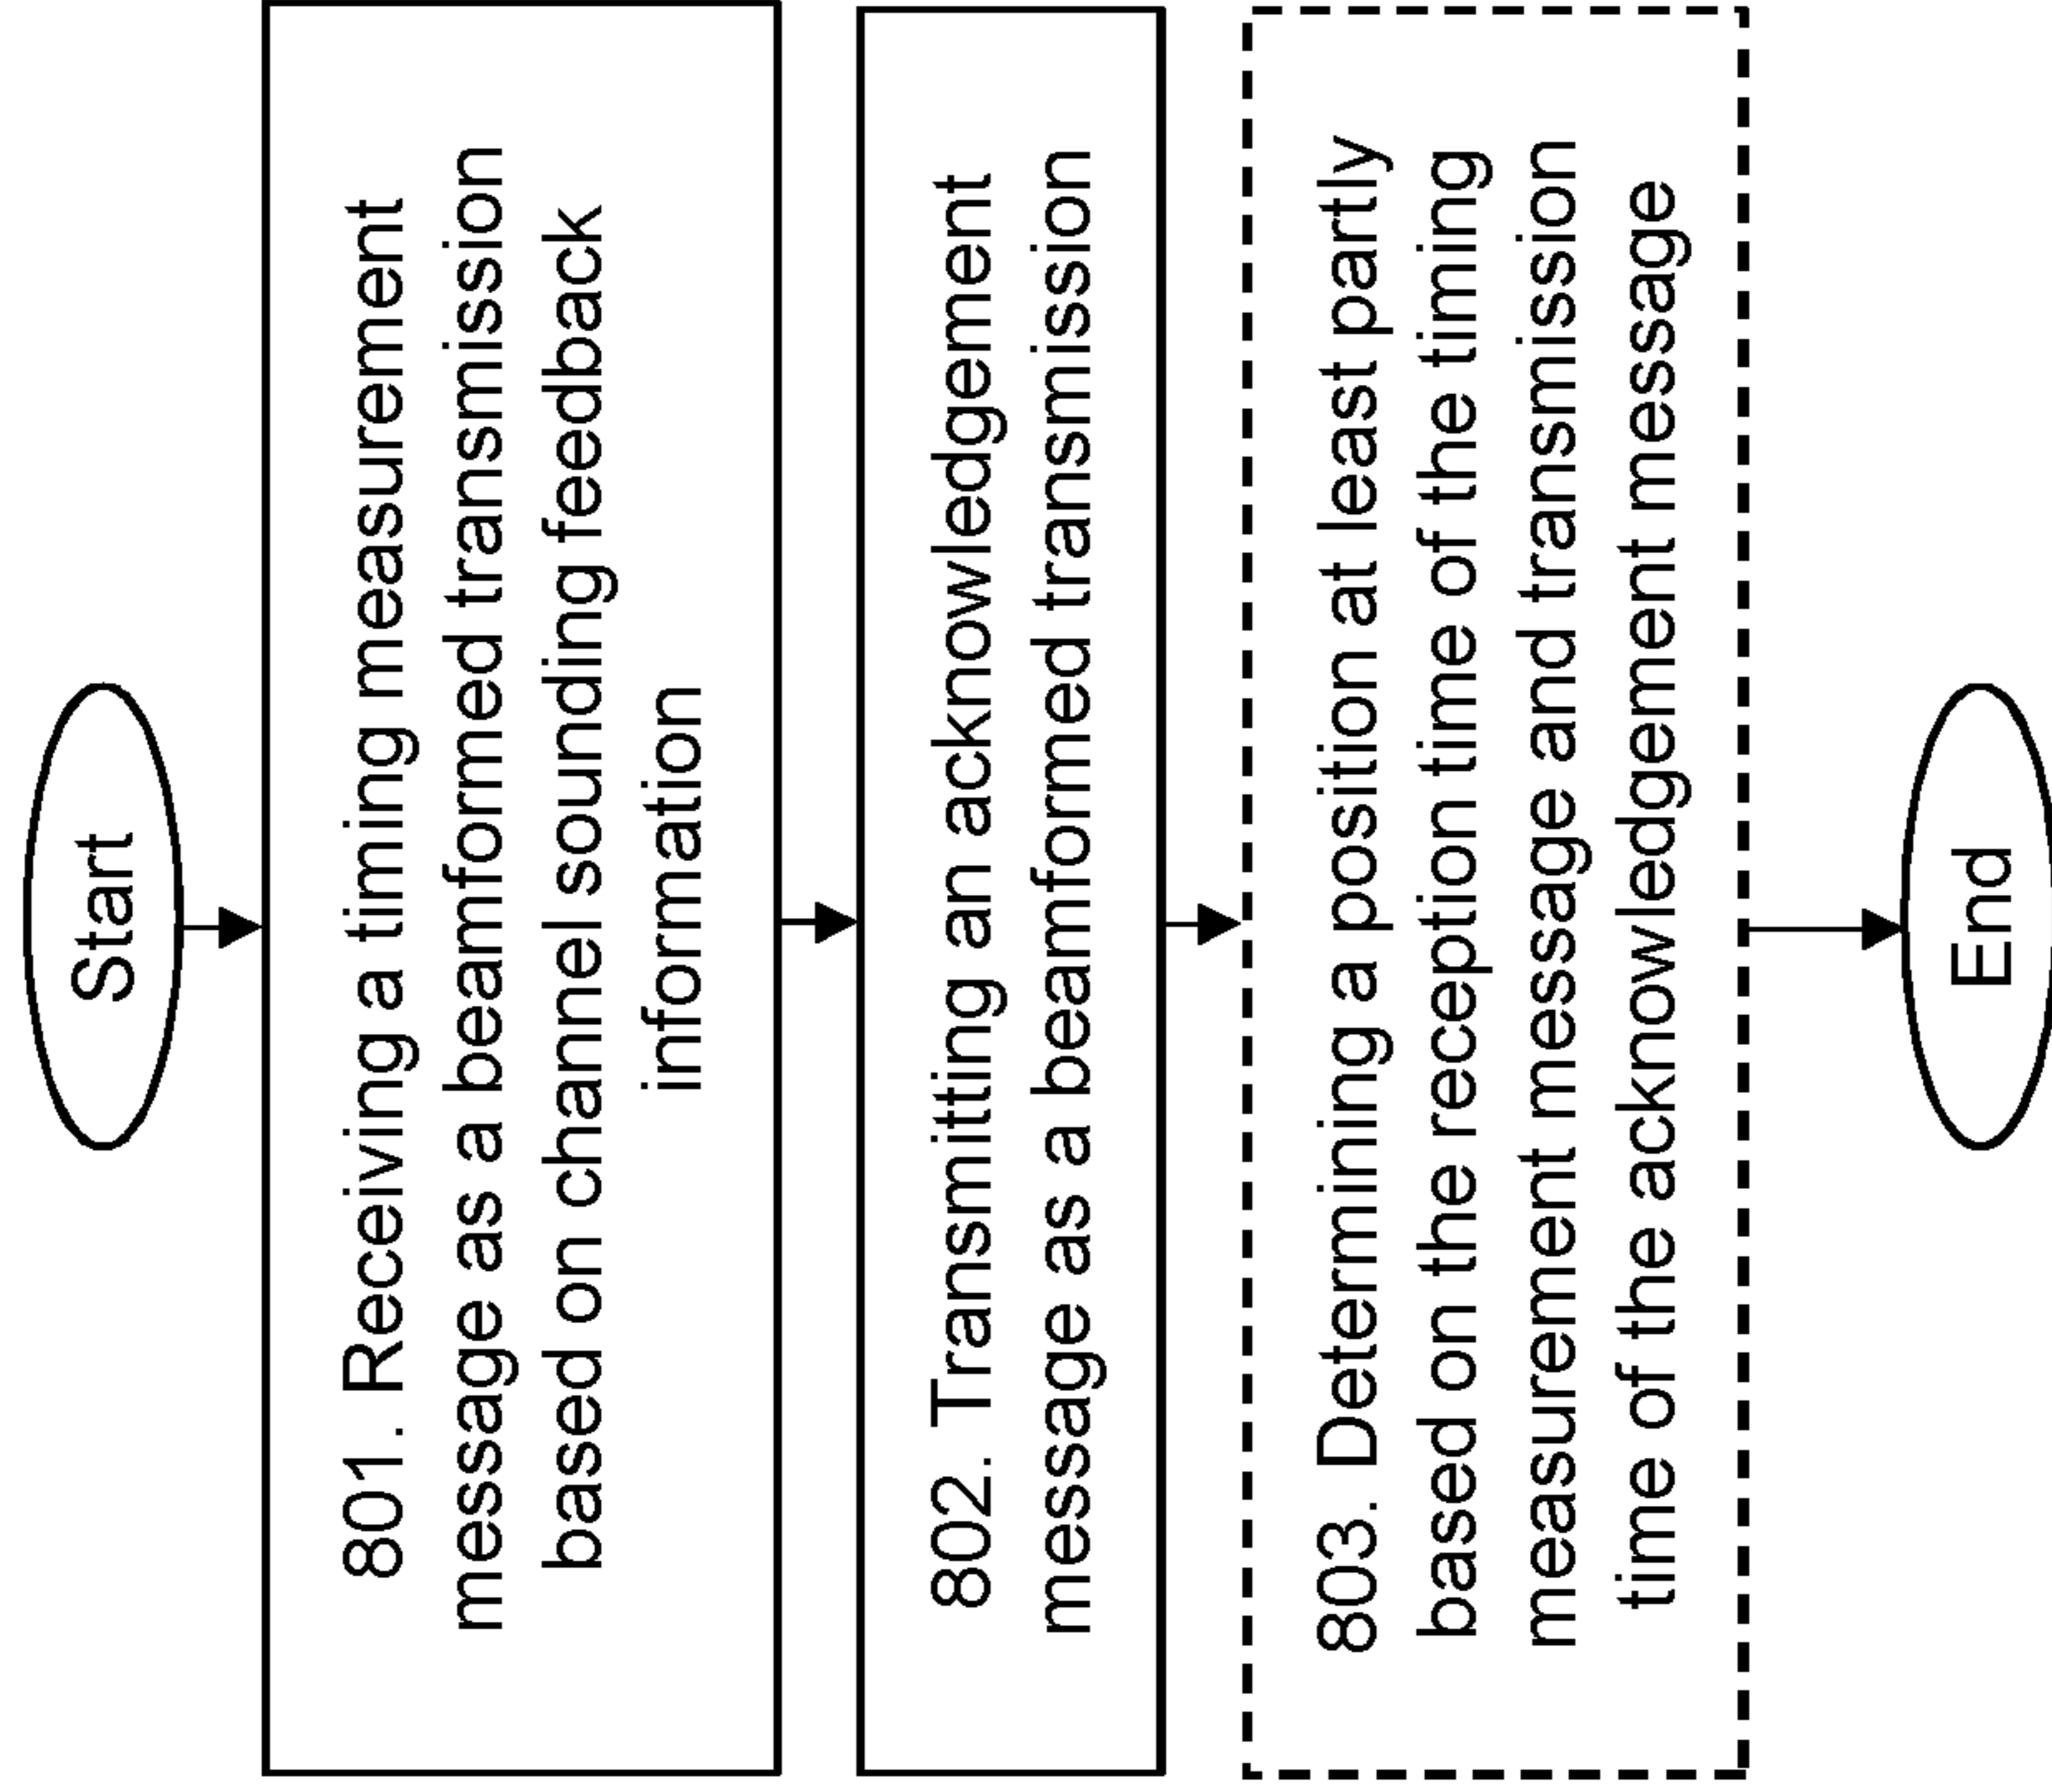 Start
801. Receiving a timing measurement
message as a beamformed transmission
based on channel sounding feedback
information
802. Transmitting an acknowledgement
message as a beamformed transmission
803. Determining a position at least partly
based on the reception time of the timing
measurement message and transmission
time of the acknowledgement message
End